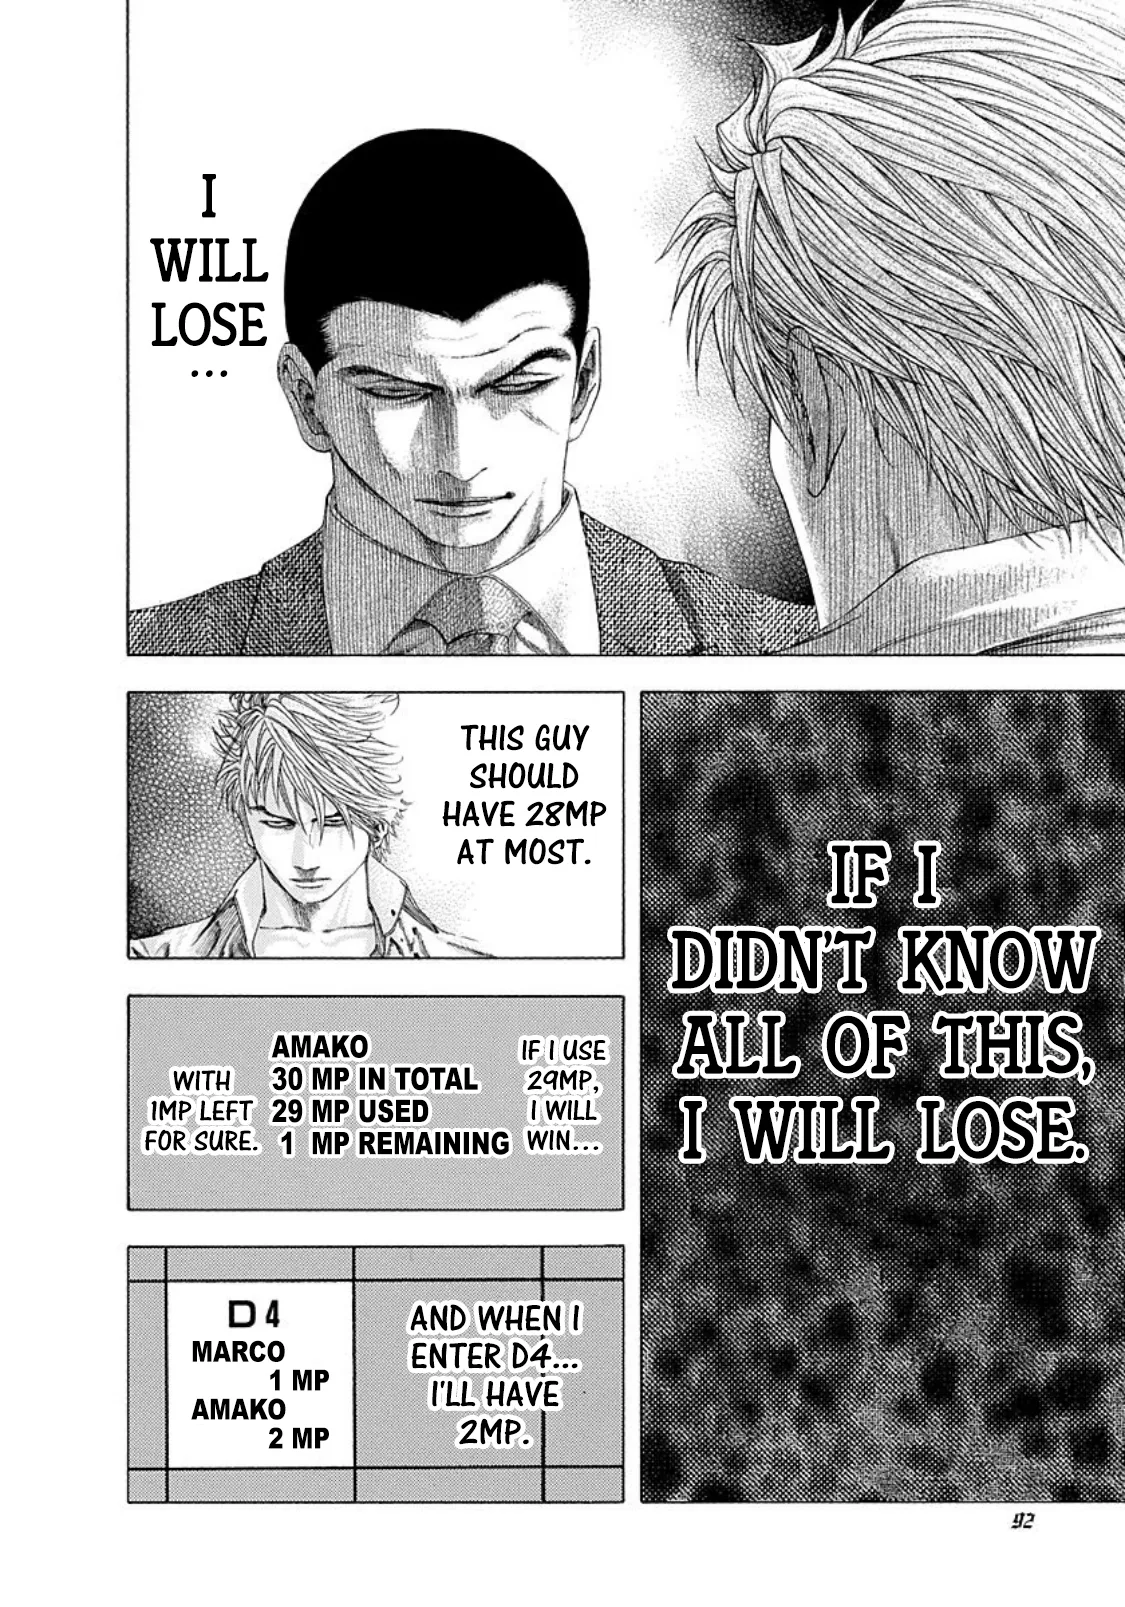 I
WILL
LOSE
...
IF I
DIDN'T KNOW
ALL OF THIS,
I WILL LOSE.
THIS GUY
SHOULD
HAVE 28MP
AT MOST.
IF I USE
29MP,
I WILL
WIN...
AMAKO
30 MP IN TOTAL
29 MP USED
1 MP REMAINING
WITH
1MP LEFT
FOR SURE.
AND WHEN I
ENTER D4...
I'LL HAVE
2MP.
D4
MARCO
1 MP
AMAKO
2 MP
92